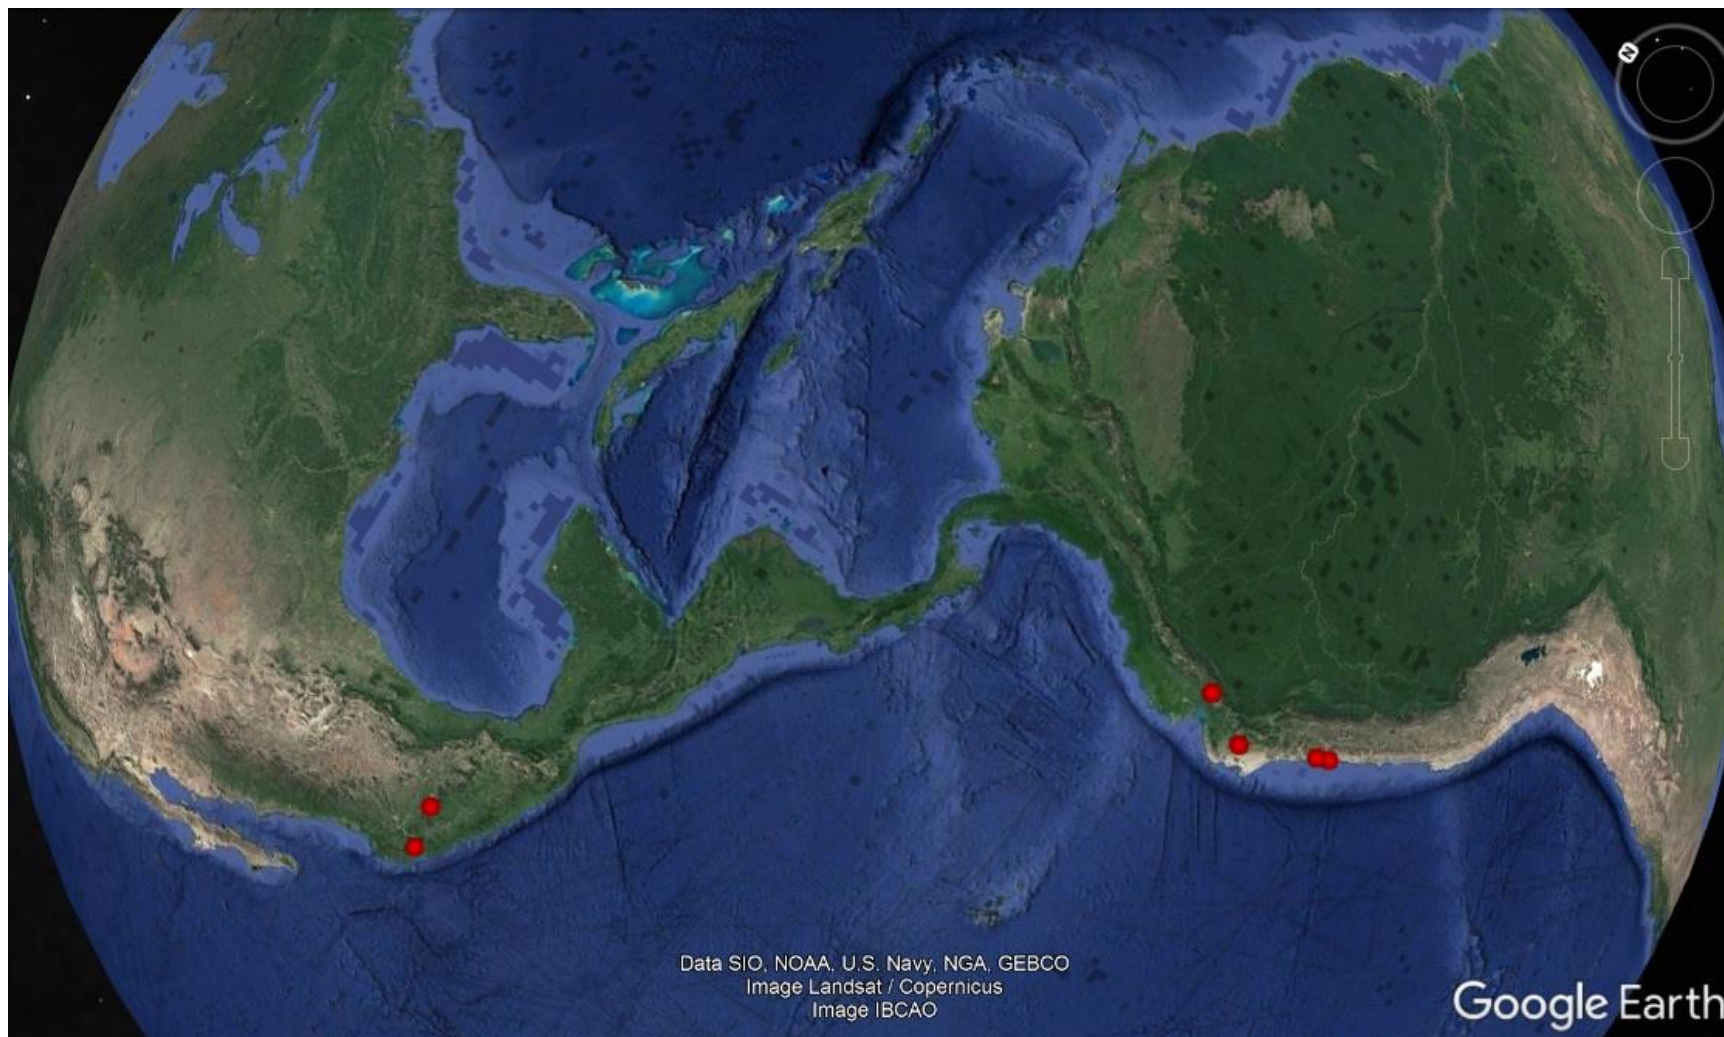 N
Data SIO, NOAA, U.S. Navy, NGA, GEBCO
Image Landsat / Copernicus
Image IBCAO
Google Earth